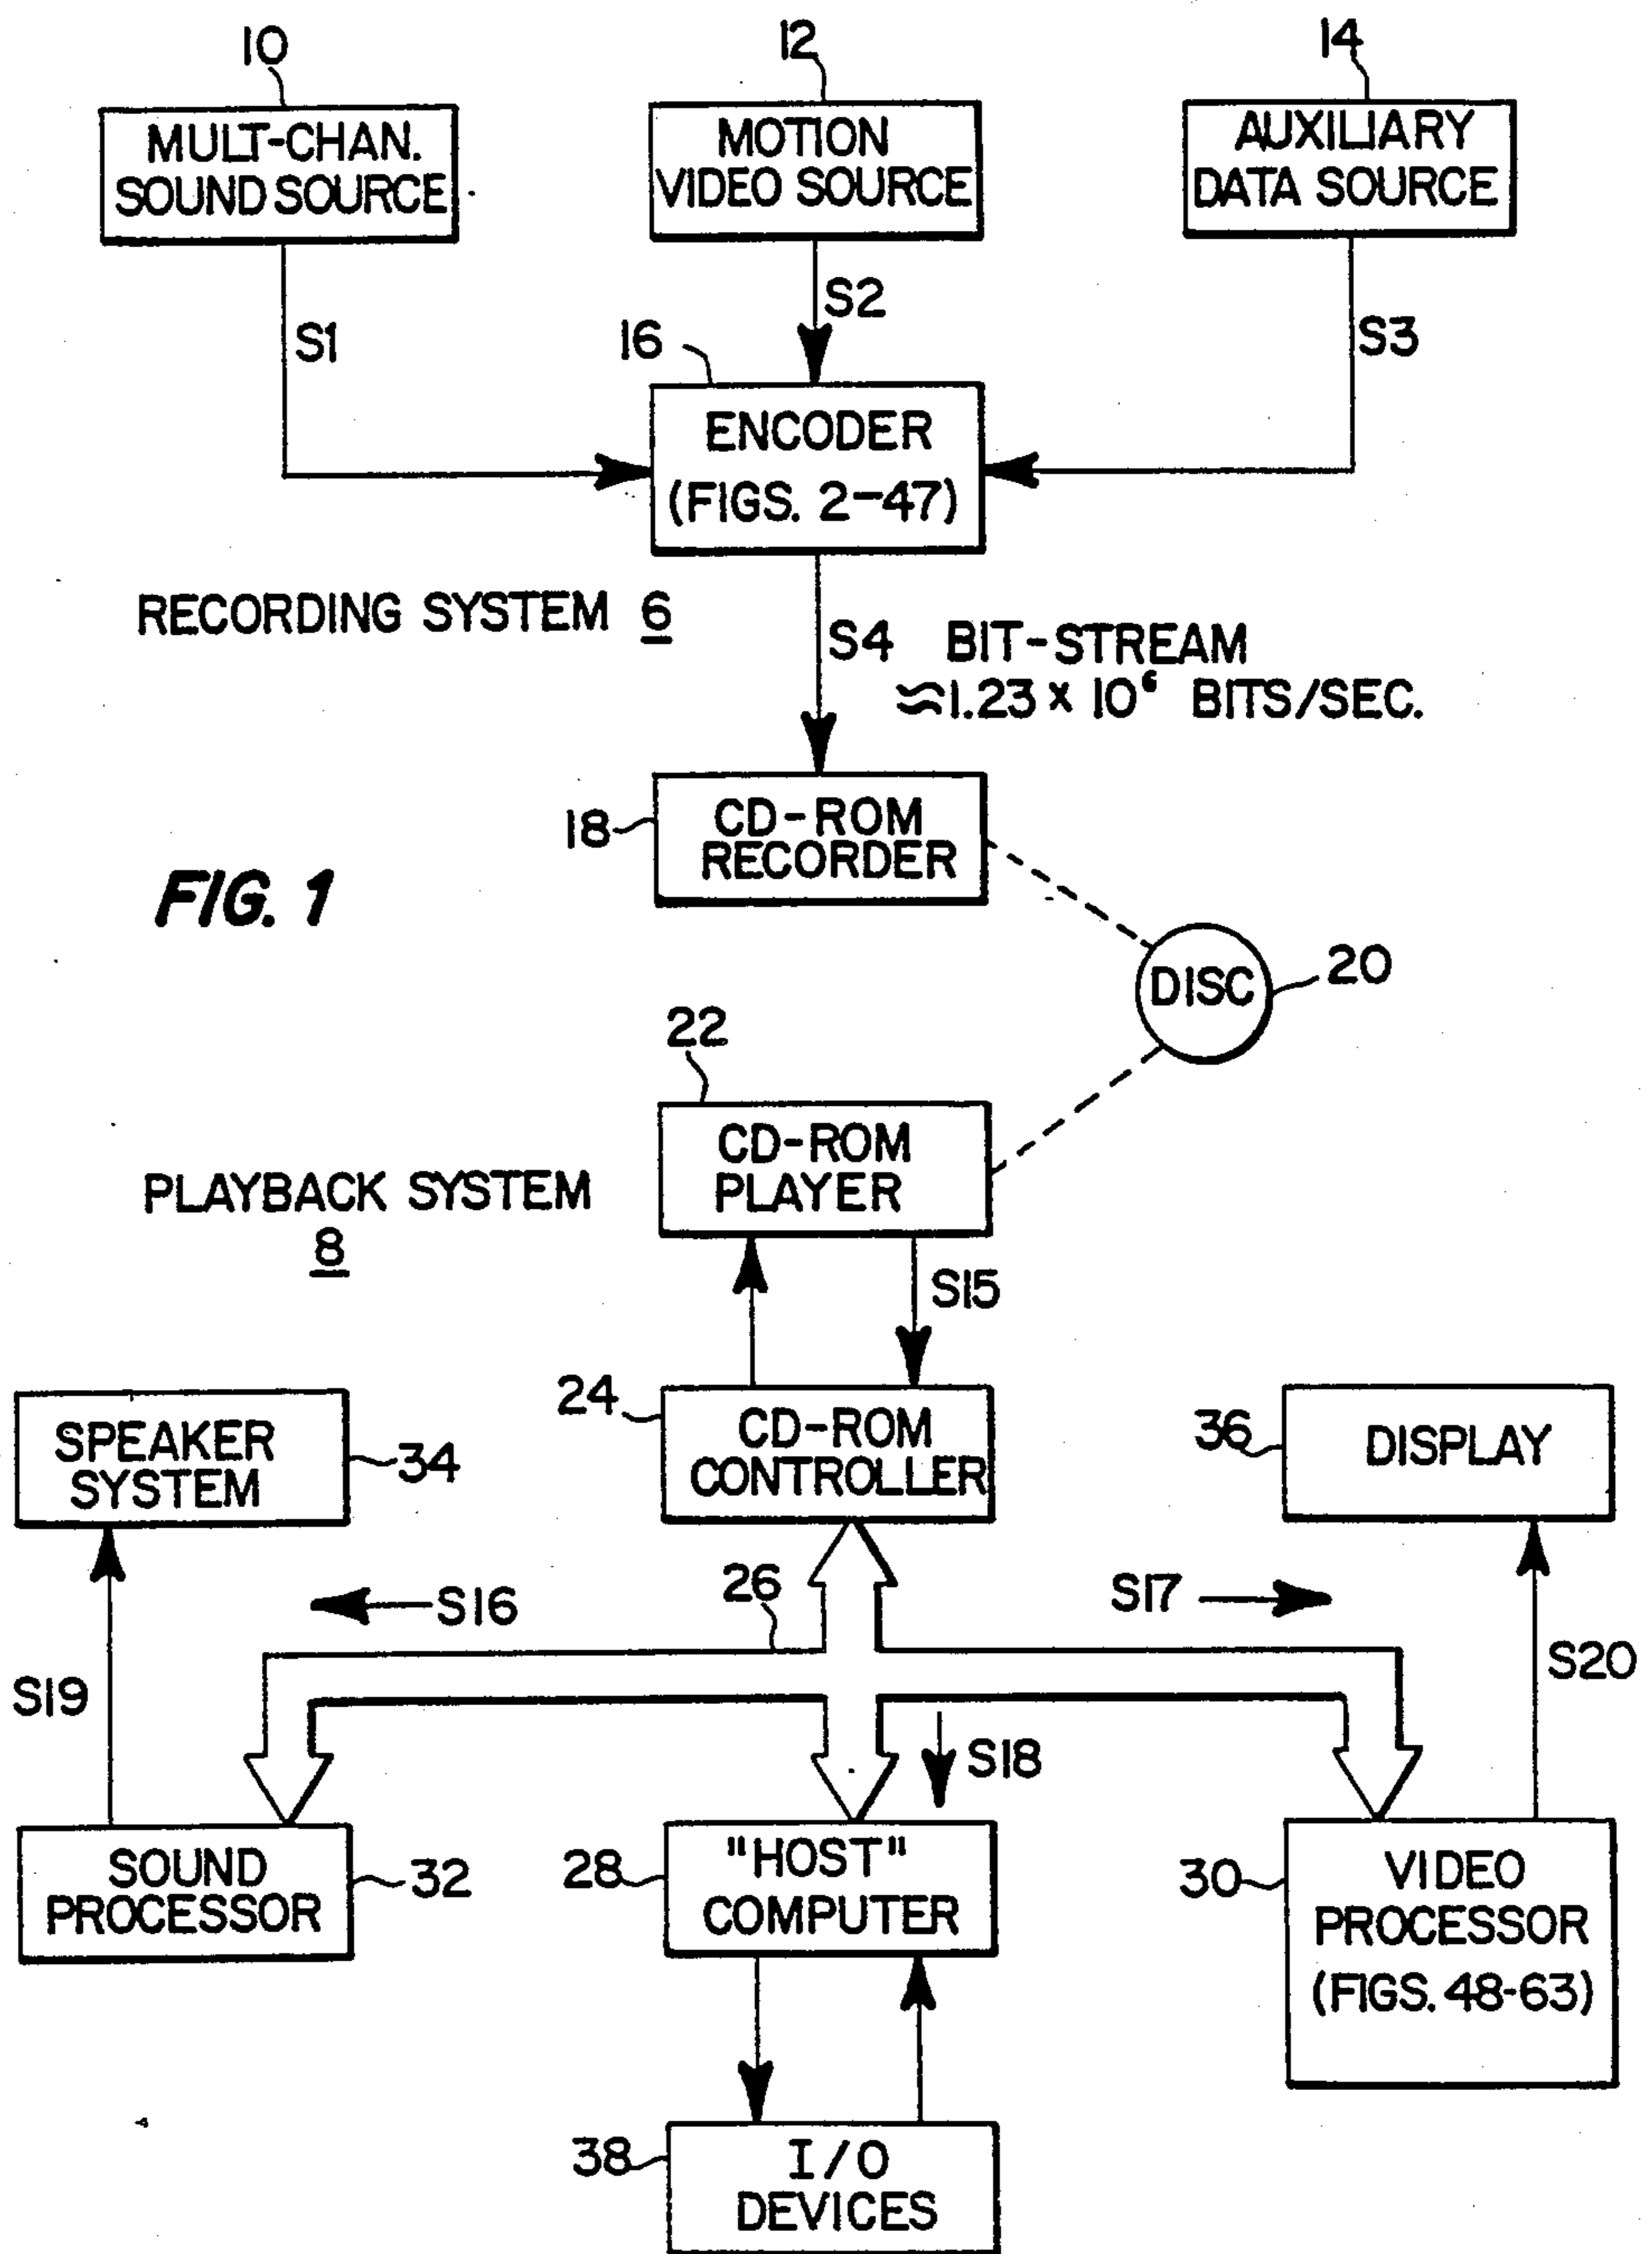 10
12
14
MULT-CHAN.
SOUND SOURCE
MOTION
VIDEO SOURCE
AUXILIARY
DATA SOURCE
S1
S2
S3
16
ENCODER
(FIGS. 2-47)
RECORDING SYSTEM 6
S4 BIT-STREAM
≈1.23 x 10⁶ BITS/SEC.
18
CD-ROM
RECORDER
FIG. 1
DISC
20
22
CD-ROM
PLAYER
PLAYBACK SYSTEM
8
S15
24
CD-ROM
CONTROLLER
SPEAKER
SYSTEM
34
36
DISPLAY
S16
26
S17
S19
S20
S18
SOUND
PROCESSOR
32
28
"HOST"
COMPUTER
30
VIDEO
PROCESSOR
(FIGS. 48-63)
38
I/O
DEVICES